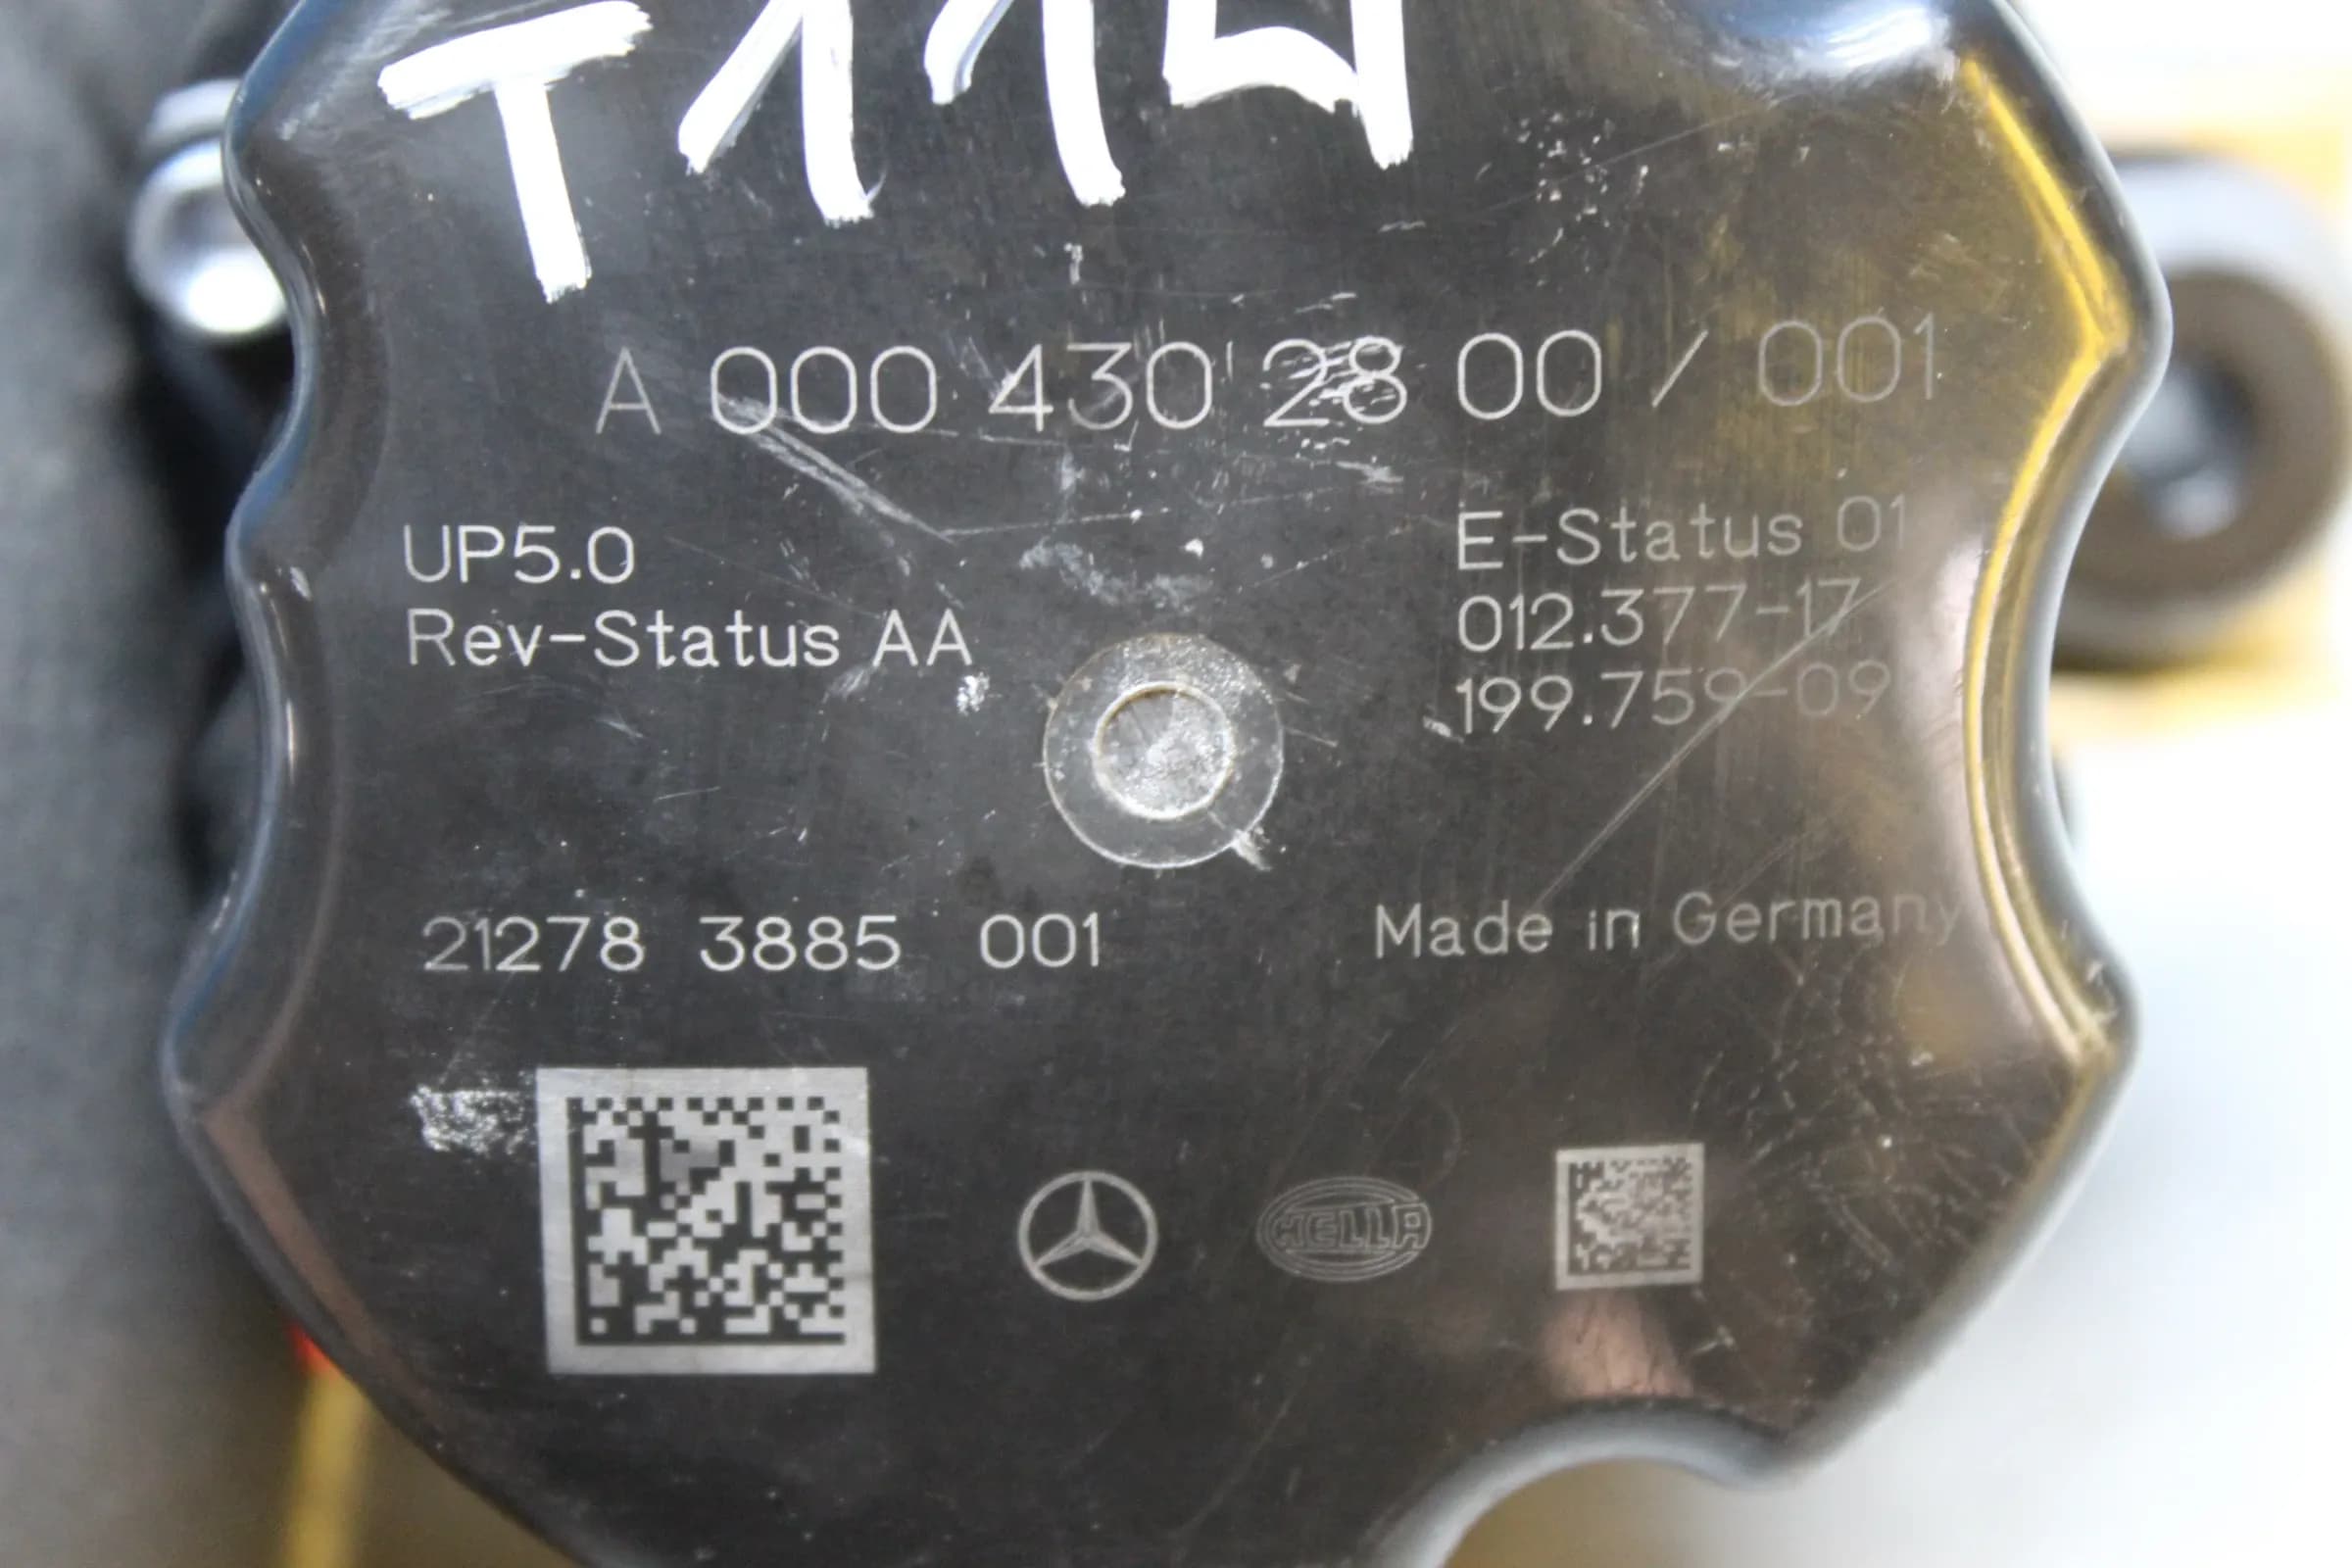 T114
A 000 430 28 00 / 001
UP5.0
Rev-Status AA
E-Status 01
012.377-17
199.759-09
21278 3885 001
Made in Germany
HELLA